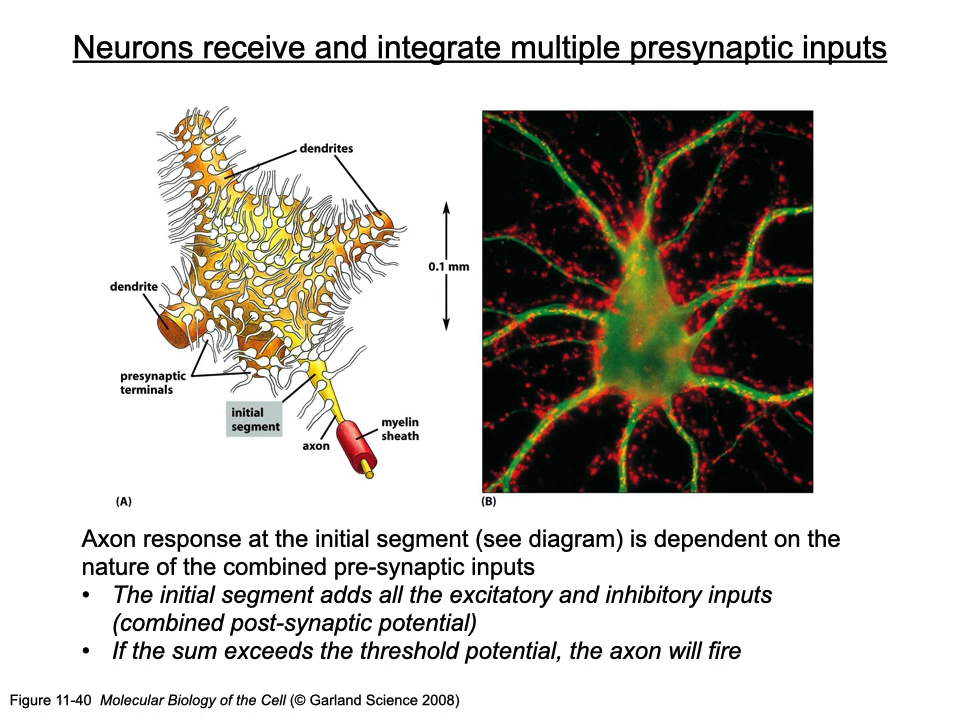 Neurons receive and integrate multiple presynaptic inputs
dendrites
0.1 mm
dendrite
presynaptic
terminals
initial
segment
axon
myelin
sheath
(A)
(B)
Axon response at the initial segment (see diagram) is dependent on the
nature of the combined pre-synaptic inputs
• The initial segment adds all the excitatory and inhibitory inputs
(combined post-synaptic potential)
• If the sum exceeds the threshold potential, the axon will fire
Figure 11-40 Molecular Biology of the Cell (© Garland Science 2008)